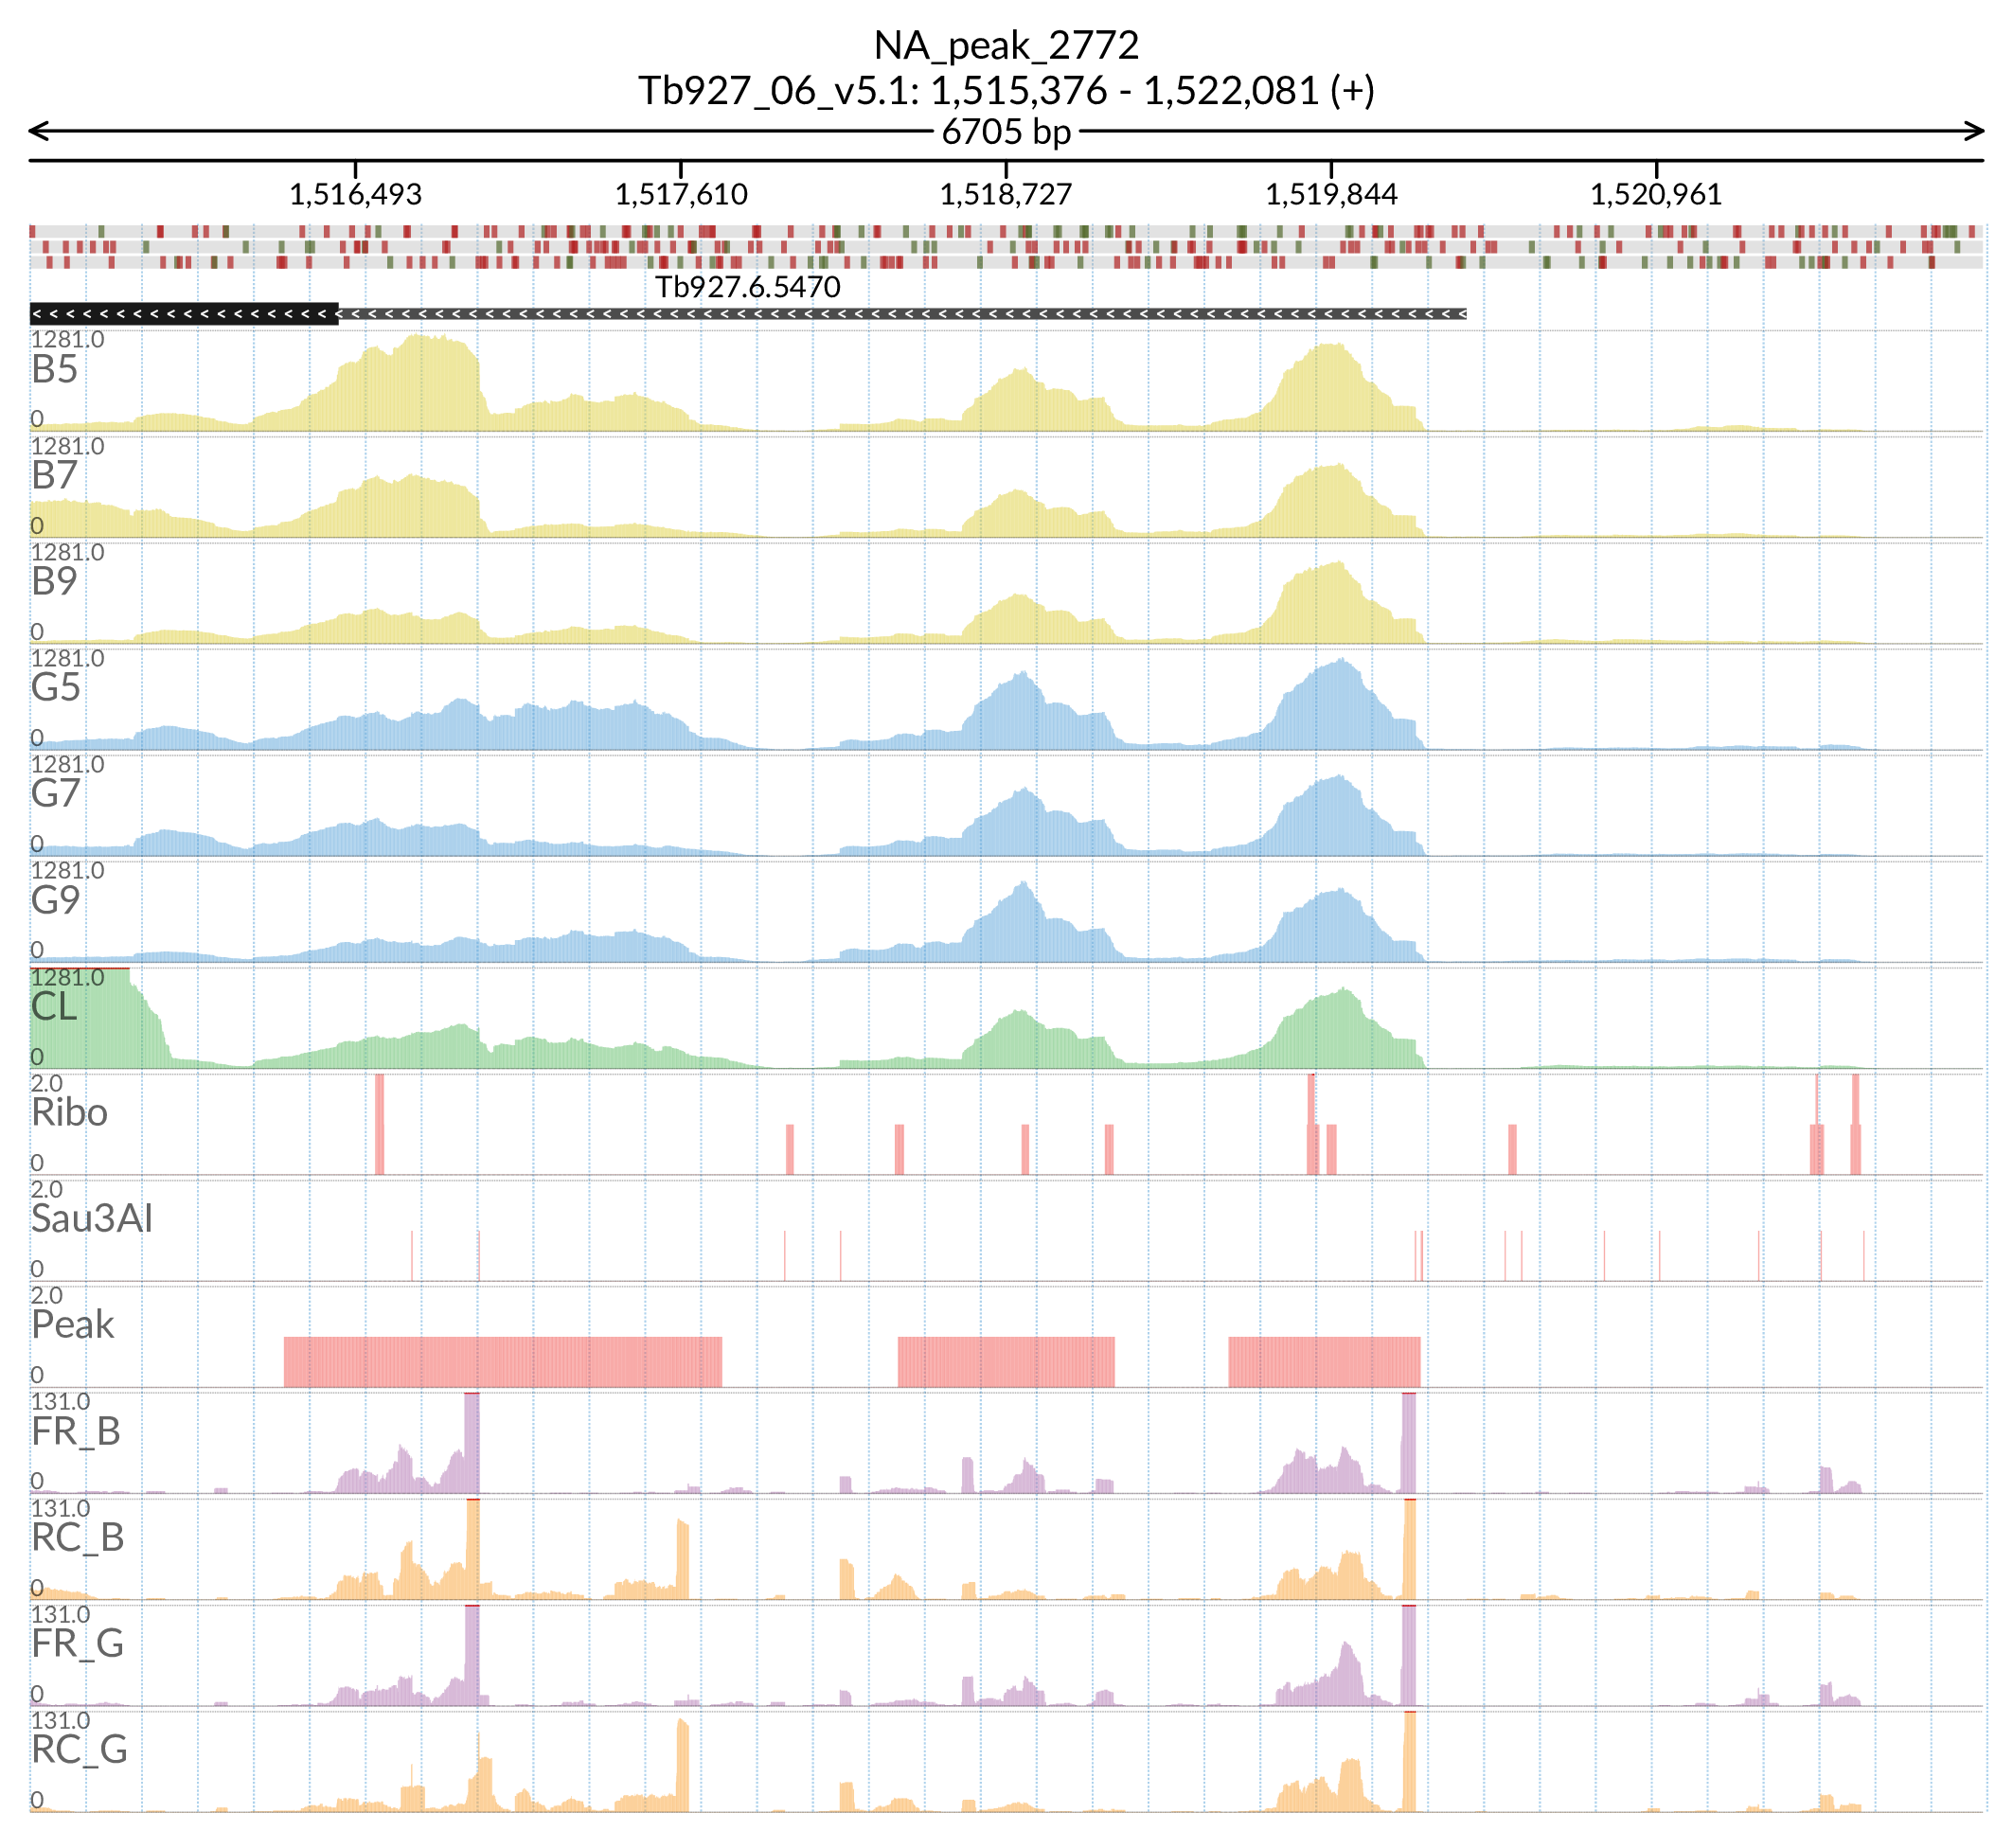 NA_peak_2772
Tb927_06_v5.1: 1,515,376 - 1,522,081 (+)
6705 bp
1,516,493 1,517,610 1,518,727 1,519,844 1,520,961
Tb927.6.5470
1281.0
B5
0
1281.0
B7
0
1281.0
B9
0
1281.0
G5
0
1281.0
G7
0
1281.0
G9
0
1281.0
CL
0
2.0
Ribo
0
2.0
Sau3AI
0
2.0
Peak
0
131.0
FR_B
0
131.0
RC_B
0
131.0
FR_G
0
131.0
RC_G
0